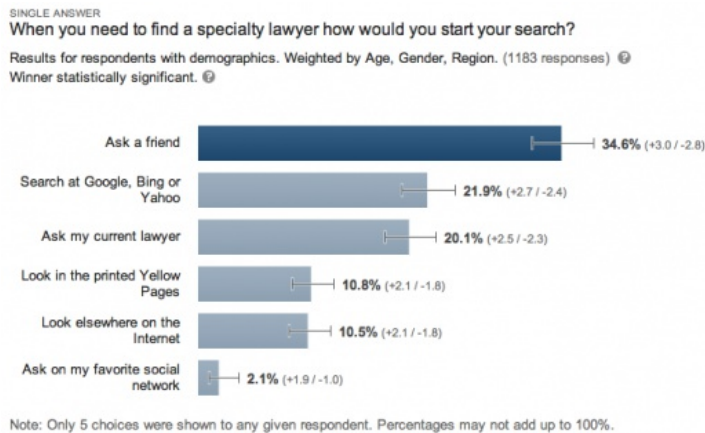 SINGLE ANSWER
When you need to find a specialty lawyer how would you start your search?
Results for respondents with demographics. Weighted by Age, Gender, Region. (1183 responses) ?
Winner statistically significant. ?
Ask a friend
34.6% (+3.0 / -2.8)
Search at Google, Bing or
Yahoo
21.9% (+2.7 / -2.4)
Ask my current lawyer
20.1% (+2.5 / -2.3)
Look in the printed Yellow
Pages
10.8% (+2.1 / -1.8)
Look elsewhere on the
Internet
10.5% (+2.1 / -1.8)
Ask on my favorite social
network
2.1% (+1.9 / -1.0)
Note: Only 5 choices were shown to any given respondent. Percentages may not add up to 100%.